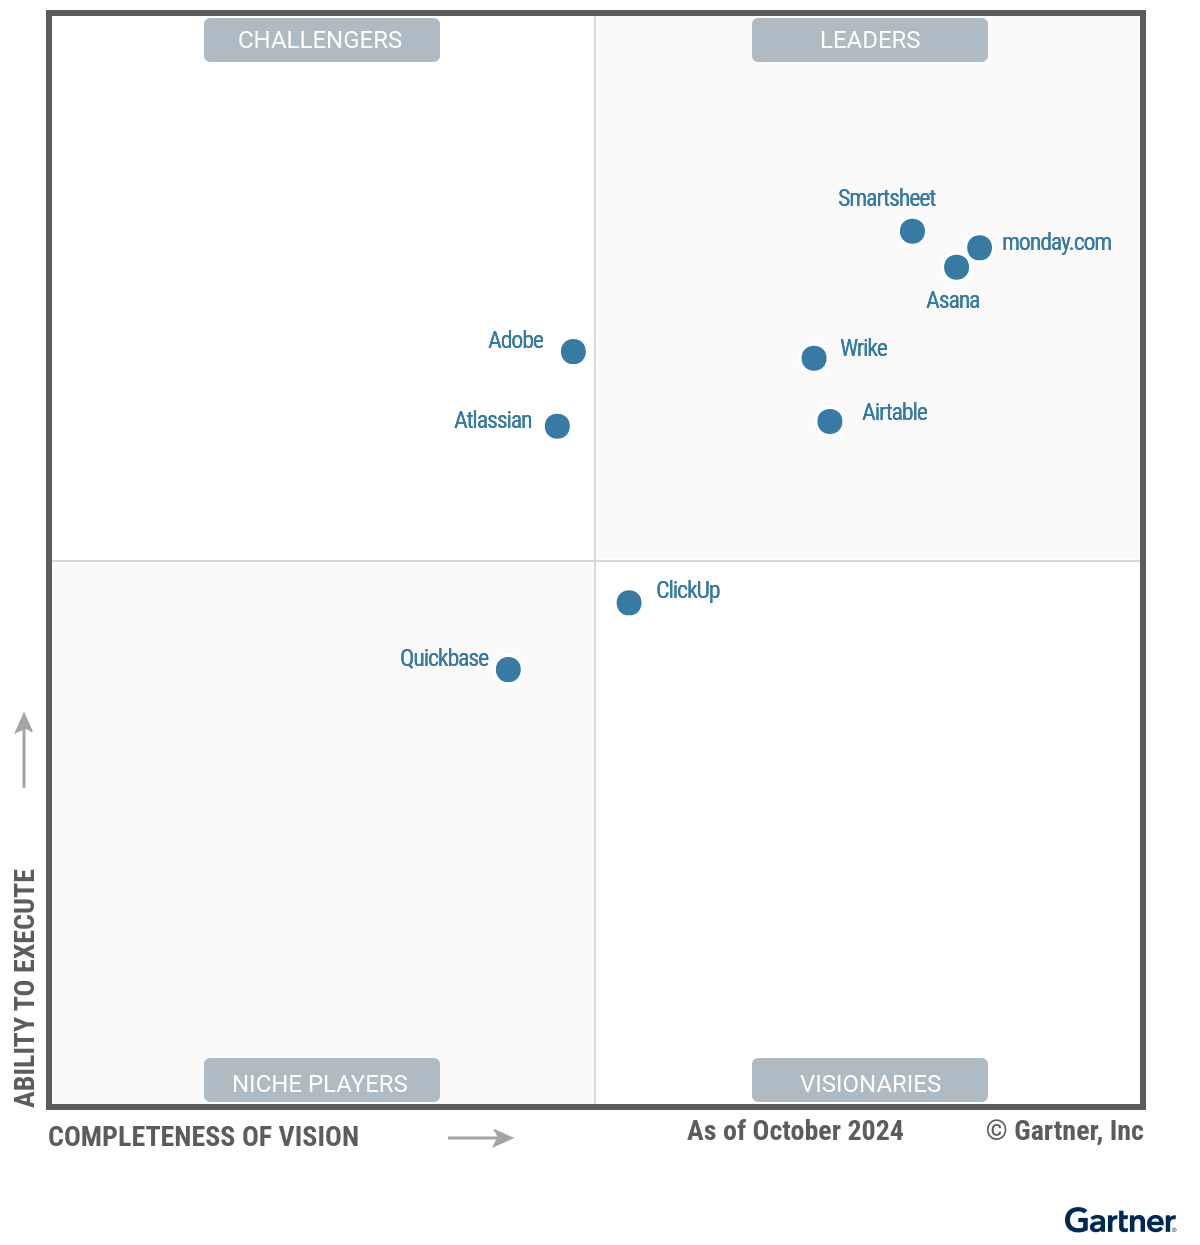 CHALLENGERS
LEADERS
Smartsheet
monday.com
Asana
Adobe
Wrike
Atlassian
Airtable
ClickUp
Quickbase
ABILITY TO EXECUTE
NICHE PLAYERS
VISIONARIES
COMPLETENESS OF VISION
As of October 2024
© Gartner, Inc
Gartner®